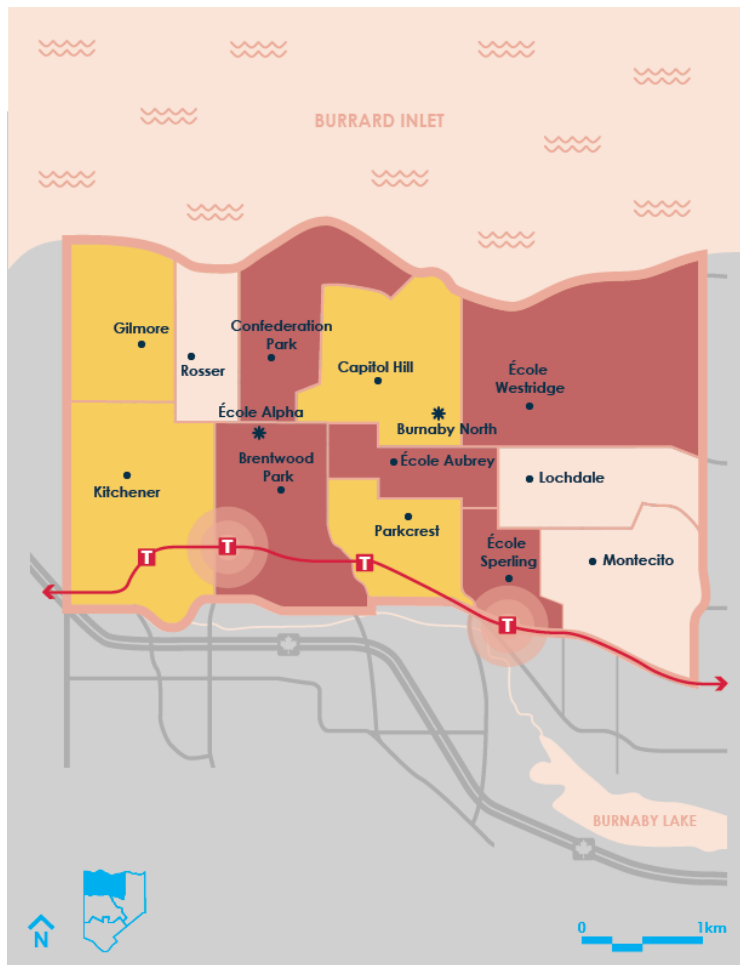 BURRARD INLET
Gilmore
Confederation
Park
Rosser
Capitol Hill
École
Westridge
École Alpha
Burnaby North
Brentwood
Park
École Aubrey
Kitchener
Lochdale
Parkcrest
École
Sperling
Montecito
T
T
T
T
BURNABY LAKE
N
0
1km